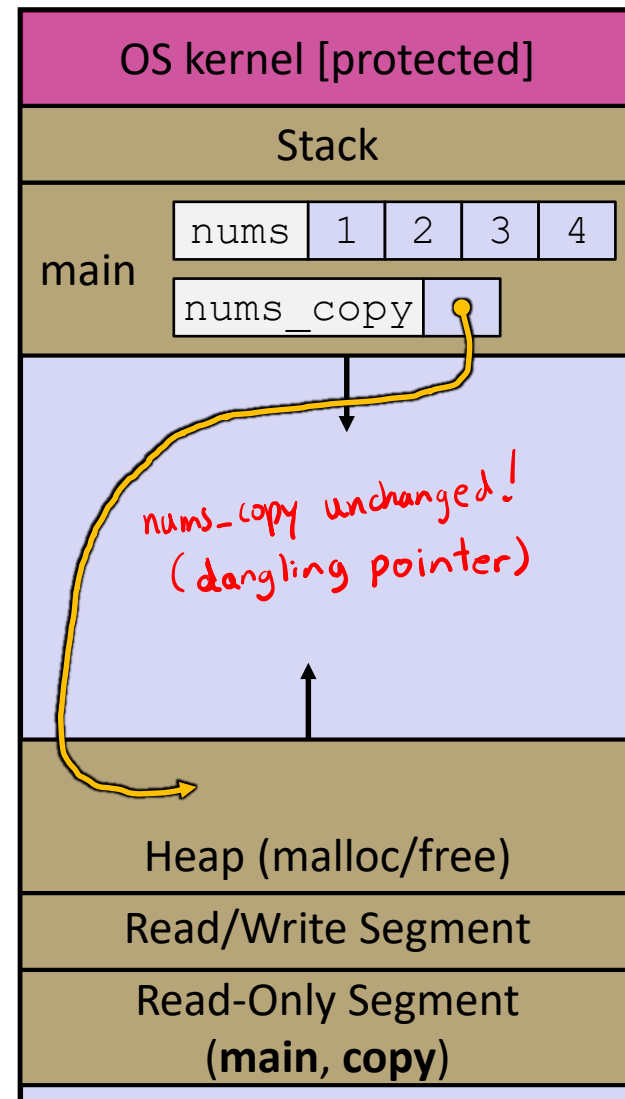 OS kernel [protected]
Stack
main
nums 1 2 3 4
nums_copy
nums_copy unchanged!
(dangling pointer)
Heap (malloc/free)
Read/Write Segment
Read-Only Segment
(main, copy)